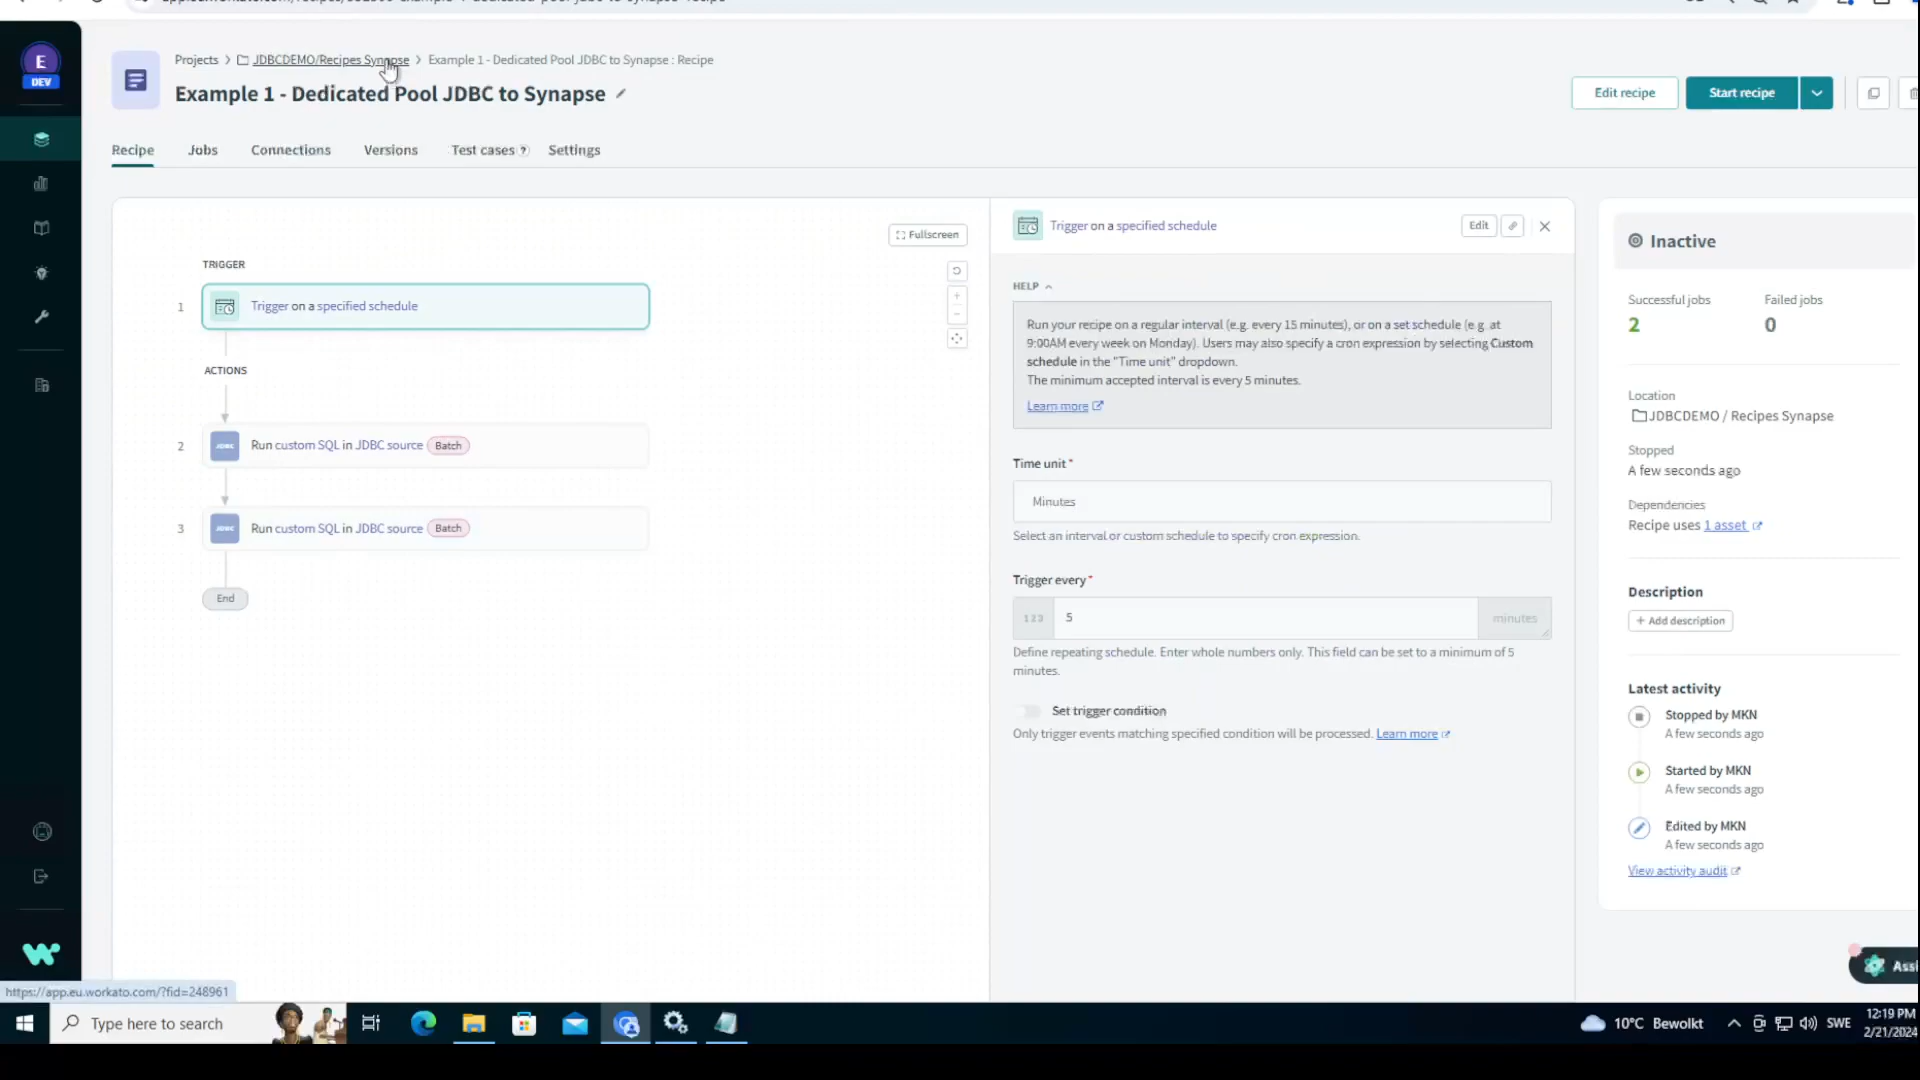 E
DEV
Projects > JDBCDEMO/Recipes Synapse > Example 1 - Dedicated Pool JDBC to Synapse : Recipe
Example 1 - Dedicated Pool JDBC to Synapse
Edit recipe
Start recipe
Recipe
Jobs
Connections
Versions
Test cases ?
Settings
Fullscreen
TRIGGER
1
Trigger on a specified schedule
ACTIONS
2
JDBC
Run custom SQL in JDBC source Batch
3
JDBC
Run custom SQL in JDBC source Batch
End
Trigger on a specified schedule
Edit
HELP
Run your recipe on a regular interval (e.g. every 15 minutes), or on a set schedule (e.g. at
9:00AM every week on Monday). Users may also specify a cron expression by selecting Custom
schedule in the "Time unit" dropdown.
The minimum accepted interval is every 5 minutes.
Learn more
Time unit *
Minutes
Select an interval or custom schedule to specify cron expression.
Trigger every *
123
5
minutes
Define repeating schedule. Enter whole numbers only. This field can be set to a minimum of 5
minutes.
Set trigger condition
Only trigger events matching specified condition will be processed. Learn more
Inactive
Successful jobs
Failed jobs
2
0
Location
JDBCDEMO / Recipes Synapse
Stopped
A few seconds ago
Dependencies
Recipe uses 1 asset
Description
+ Add description
Latest activity
Stopped by MKN
A few seconds ago
Started by MKN
A few seconds ago
Edited by MKN
A few seconds ago
View activity audit
Assi
https://app.eu.workato.com/?fid=248961
Type here to search
10°C Bewolkt
SWE
12:19 PM
2/21/2024